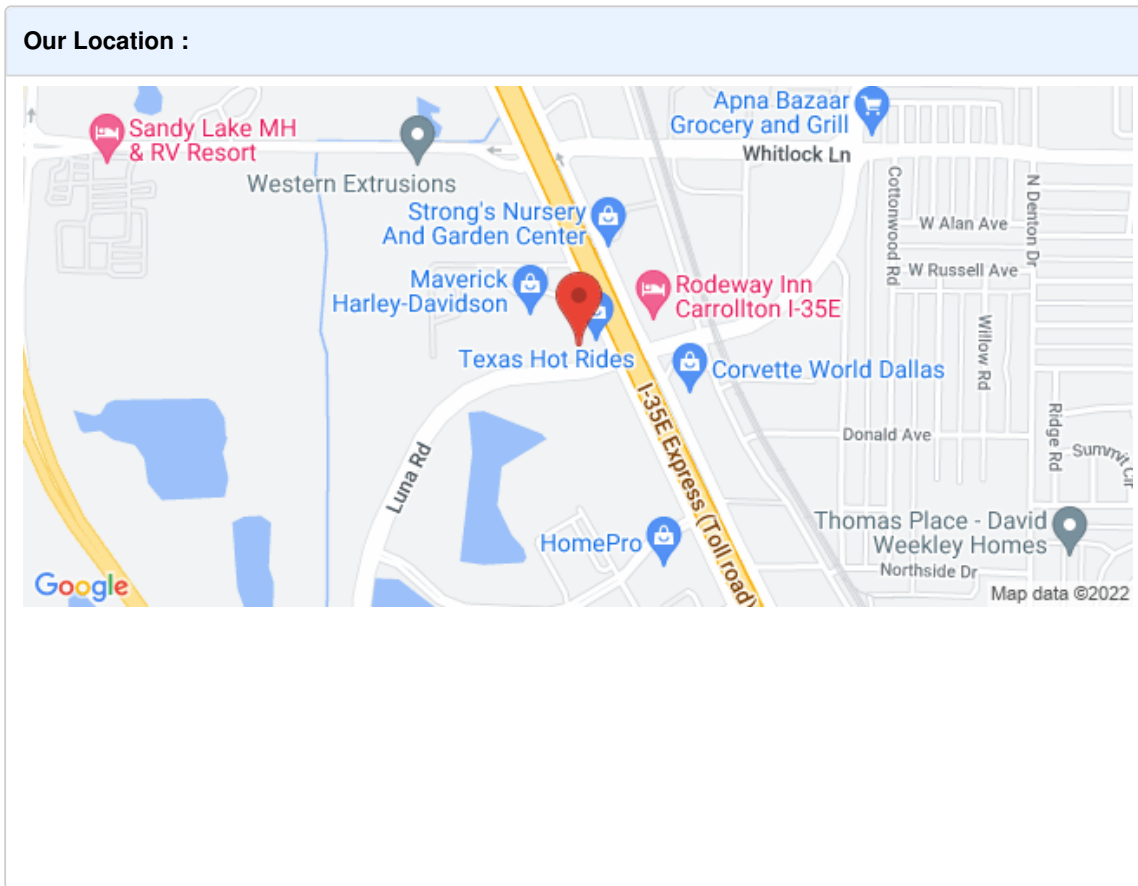 Our Location :
Apna Bazaar
Grocery and Grill
Sandy Lake MH
& RV Resort
Whitlock Ln
Western Extrusions
Cottonwood Rd
N Denton Dr
Strong's Nursery
And Garden Center
W Alan Ave
W Russell Ave
Maverick
Harley-Davidson
Rodeway Inn
Carrollton I-35E
Willow Rd
Texas Hot Rides
Corvette World Dallas
I-35E Express (Toll road)
Ridge Rd
Donald Ave
Summit Cir
Luna Rd
Thomas Place - David
Weekley Homes
HomePro
Northside Dr
Google
Map data ©2022